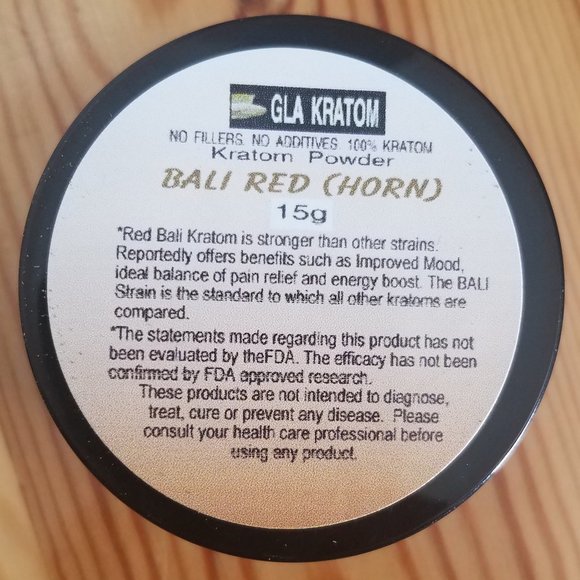 GLA KRATOM
NO FILLERS. NO ADDITIVES. 100% KRATOM
Kratom Powder
BALI RED (HORN)
15g
*Red Bali Kratom is stronger than other strains.
Reportedly offers benefits such as Improved Mood,
ideal balance of pain relief and energy boost. The BALI
Strain is the standard to which all other kratoms are
compared.
*The statements made regarding this product has not
been evaluated by theFDA. The efficacy has not been
confirmed by FDA approved research.
These products are not intended to diagnose,
treat, cure or prevent any disease. Please
consult your health care professional before
using any product.